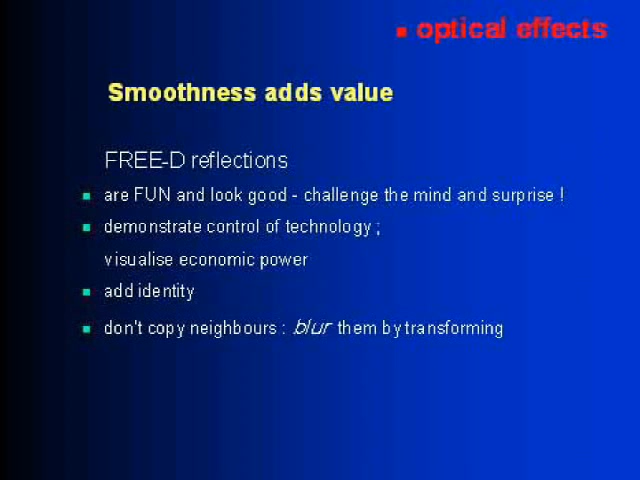 optical effects
Smoothness adds value
FREE-D reflections
are FUN and look good - challenge the mind and surprise !
demonstrate control of technology ;
visualise economic power
add identity
don't copy neighbours : blur them by transforming